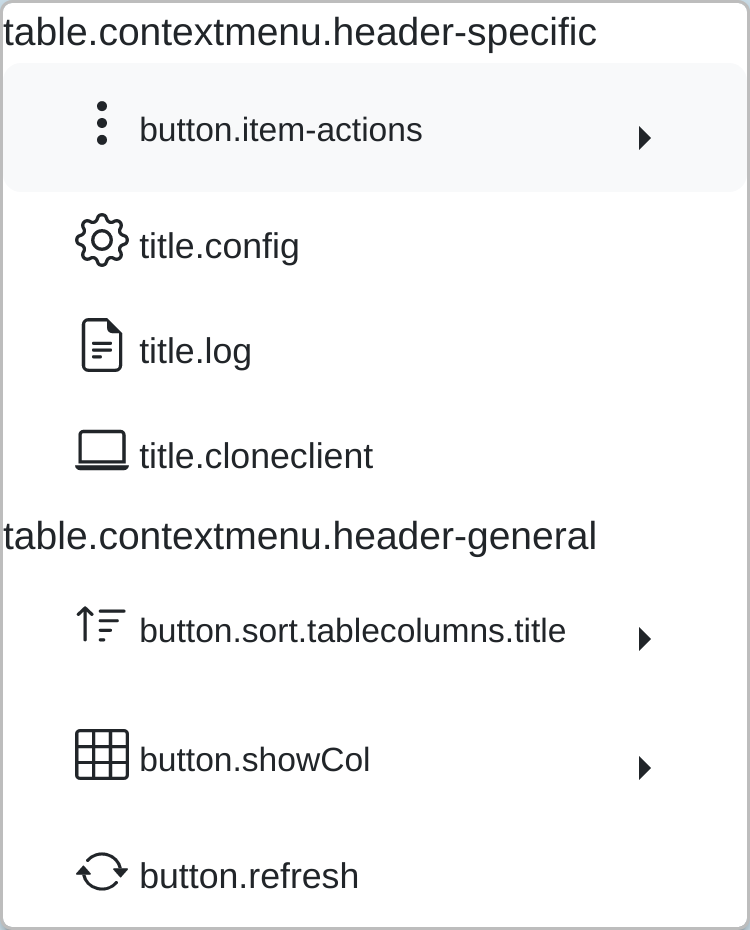 table.contextmenu.header-specific
button.item-actions
title.config
title.log
title.cloneclient
table.contextmenu.header-general
button.sort.tablecolumns.title
button.showCol
button.refresh